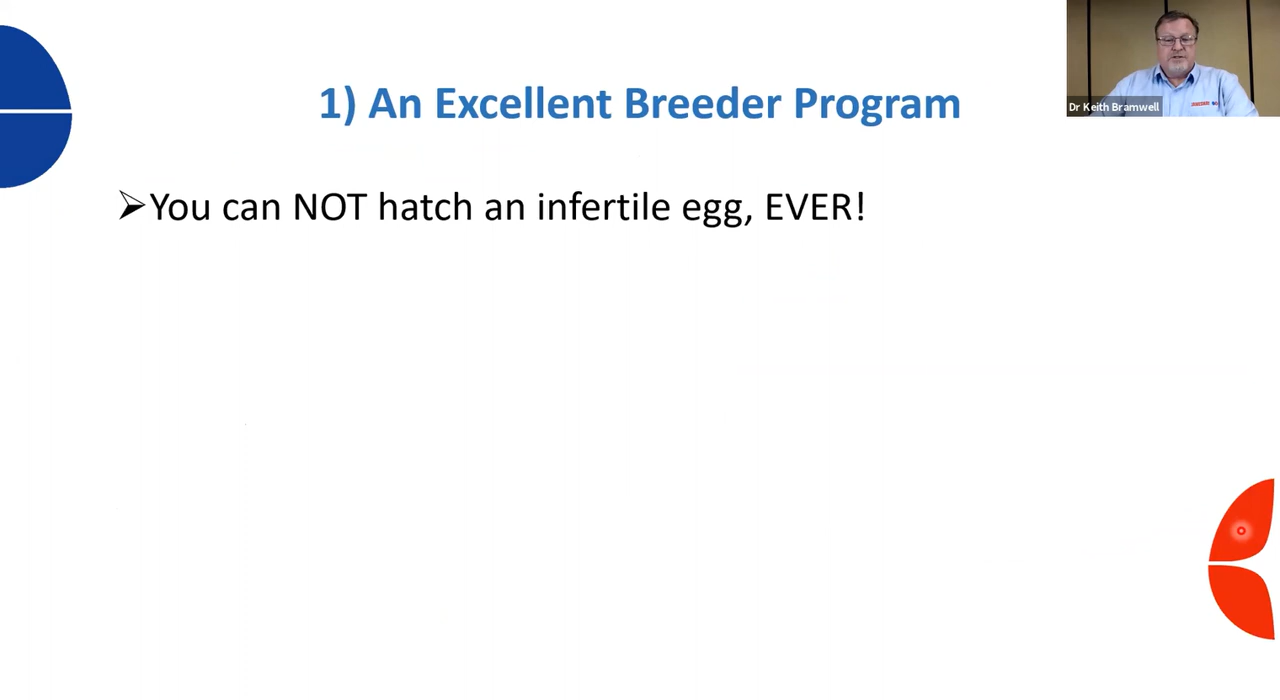 1) An Excellent Breeder Program
Dr Keith Bramwell
➢You can NOT hatch an infertile egg, EVER!